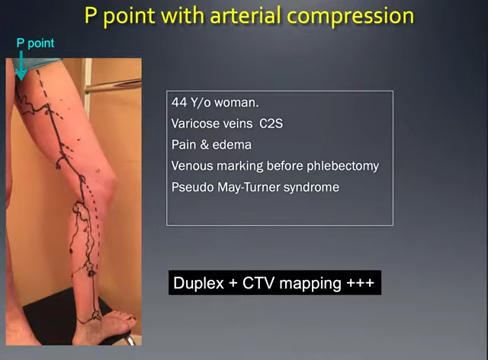 P point with arterial compression
P point
44 Y/o woman.
Varicose veins  C2S
Pain & edema
Venous marking before phlebectomy
Pseudo May-Turner syndrome
Duplex + CTV mapping +++